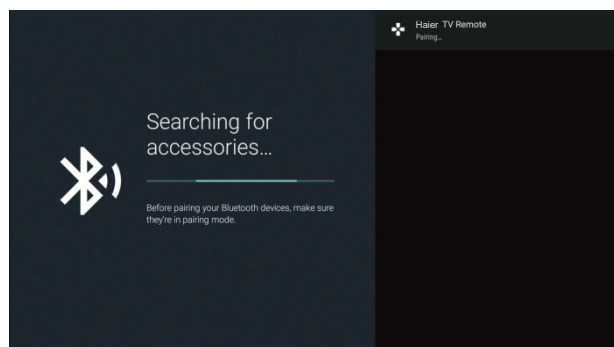 Searching for
accessories...
Before pairing your Bluetooth devices, make sure
they're in pairing mode.
Haier TV Remote
Pairing...